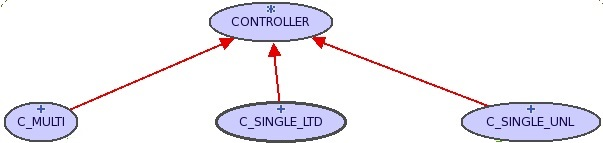 *
CONTROLLER
+
C_MULTI
+
C_SINGLE_LTD
+
C_SINGLE_UNL